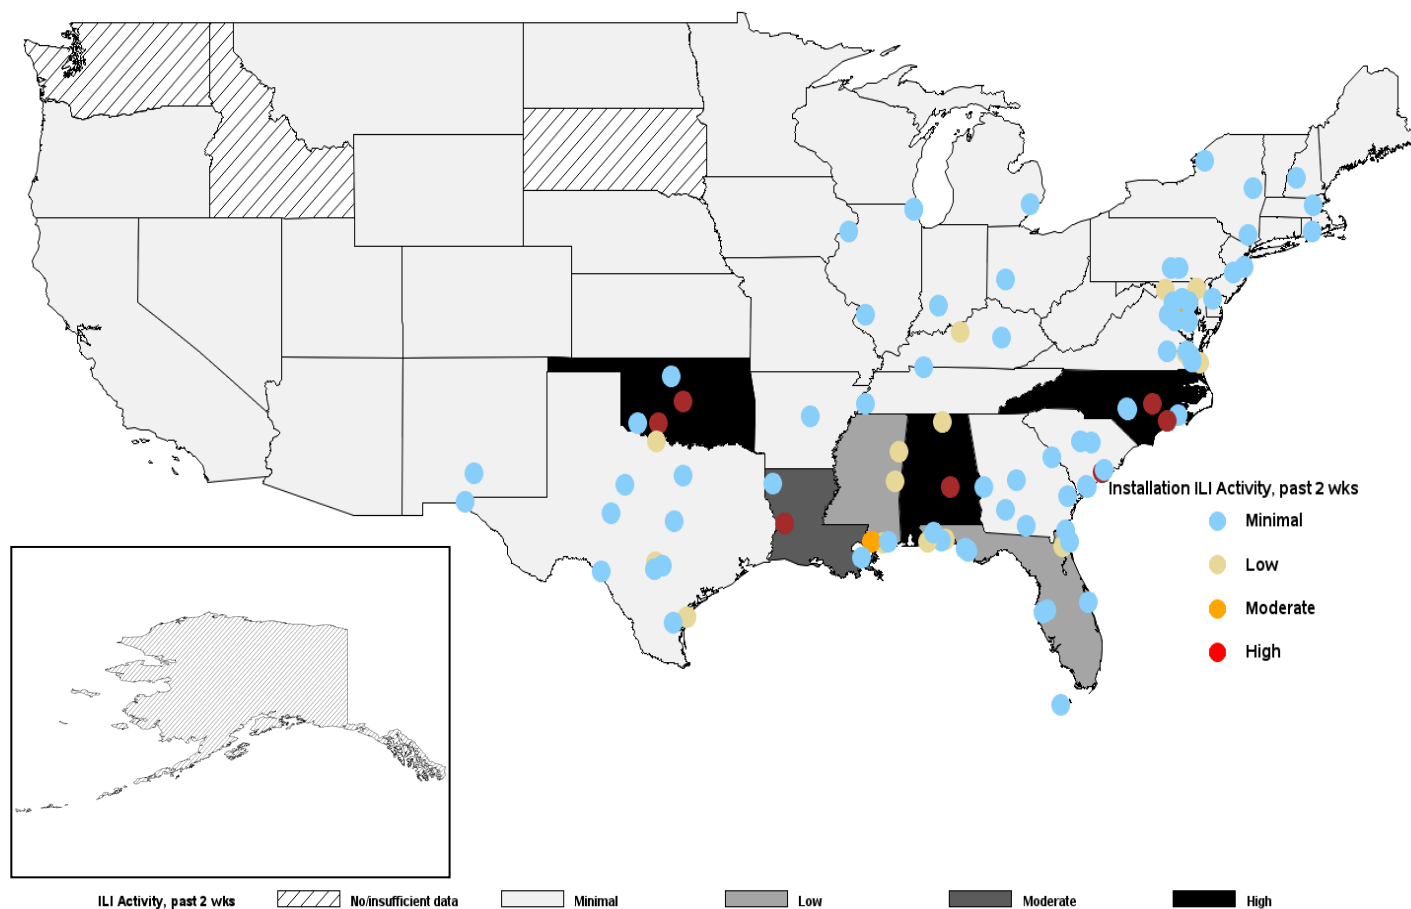 Installation ILI Activity, past 2 wks
Minimal
Low
Moderate
High
ILI Activity, past 2 wks No/insufficient data Minimal Low Moderate High